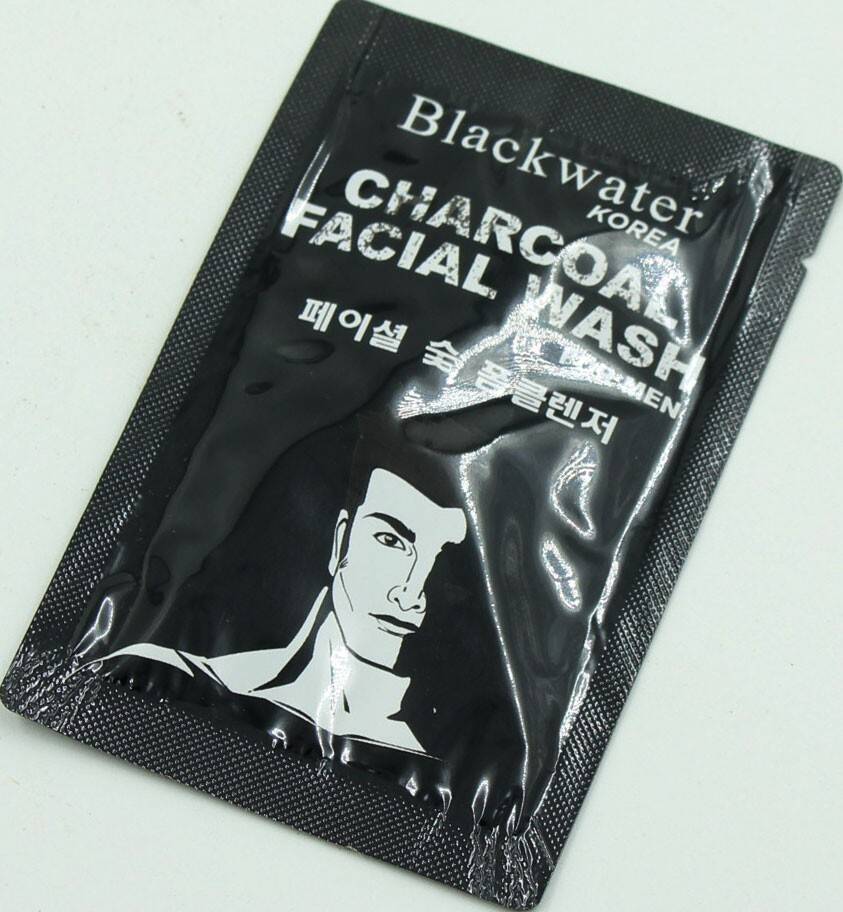 Blackwater
KOREA
CHARCOAL
FACIAL WASH
FOR MEN
페이셜 숯 폼클렌저